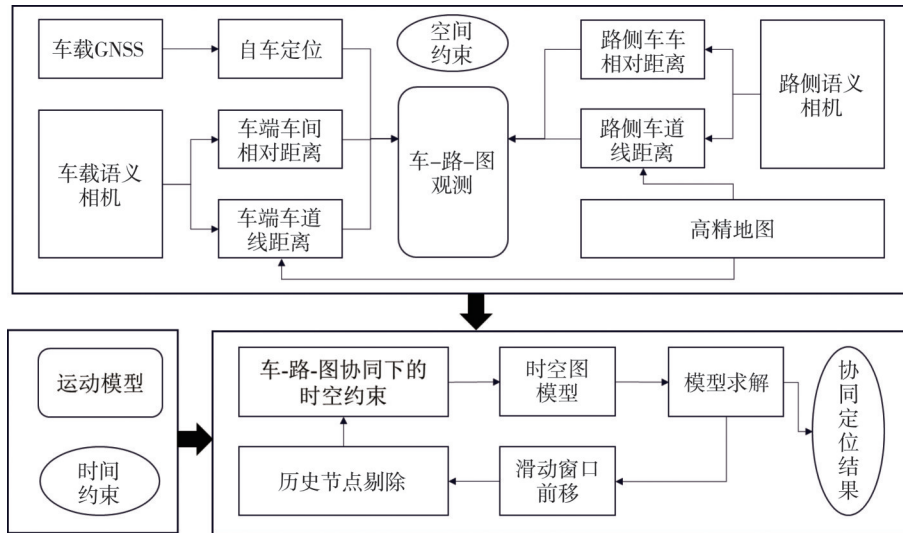 车载GNSS
自车定位
空间
约束
路侧车车
相对距离
路侧语义
相机
车载语义
相机
车端车间
相对距离
车–路–图
观测
路侧车道
线距离
车端车道
线距离
高精地图
运动模型
时间
约束
车-路-图协同下的
时空约束
时空图
模型
模型求解
协同定位结果
历史节点剔除
滑动窗口
前移